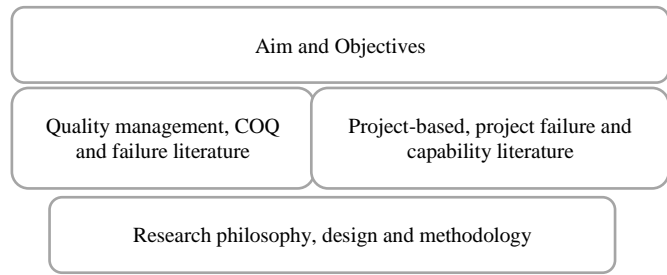 Aim and Objectives
Quality management, COQ
and failure literature
Project-based, project failure and
capability literature
Research philosophy, design and methodology